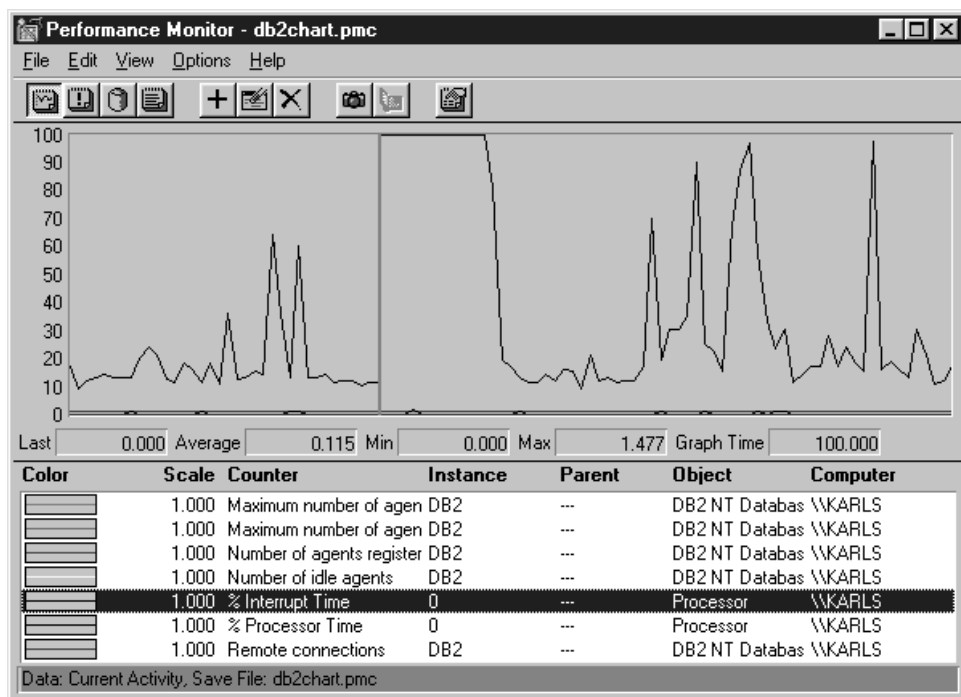 Performance Monitor - db2chart.pmc
File Edit View Options Help
100
90
80
70
60
50
40
30
20
10
0
Last 0.000 Average 0.115 Min 0.000 Max 1.477 Graph Time 100.000
Color Scale Counter Instance Parent Object Computer
1.000 Maximum number of agen DB2 --- DB2 NT Databas \\KARLS
1.000 Maximum number of agen DB2 --- DB2 NT Databas \\KARLS
1.000 Number of agents register DB2 --- DB2 NT Databas \\KARLS
1.000 Number of idle agents DB2 --- DB2 NT Databas \\KARLS
1.000 % Interrupt Time 0 --- Processor \\KARLS
1.000 % Processor Time 0 --- Processor \\KARLS
1.000 Remote connections DB2 --- DB2 NT Databas \\KARLS
Data: Current Activity, Save File: db2chart.pmc